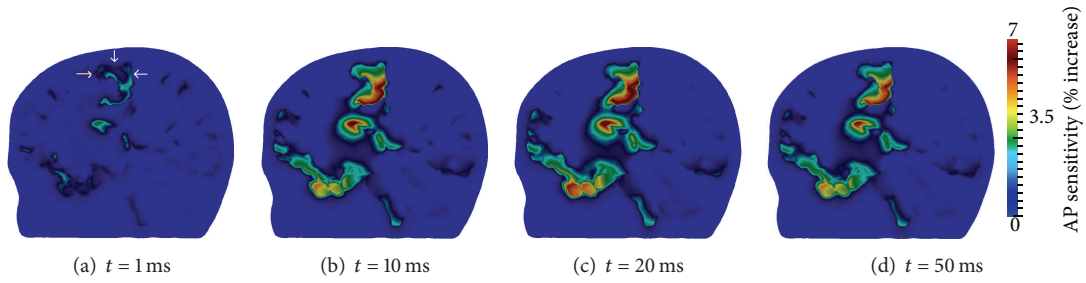 7
3.5
0
AP sensitivity (% increase)
(a) t = 1 ms
(b) t = 10 ms
(c) t = 20 ms
(d) t = 50 ms